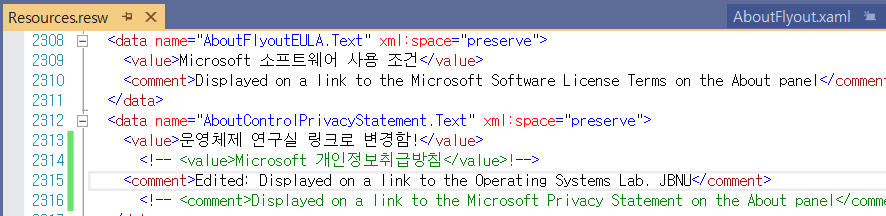 Resources.resw
AboutFlyout.xaml
2308 <data name="AboutFlyoutEULA.Text" xml:space="preserve">
2309 <value>Microsoft 소프트웨어 사용 조건</value>
2310 <comment>Displayed on a link to the Microsoft Software License Terms on the About panel</commen
2311 </data>
2312 <data name="AboutControlPrivacyStatement.Text" xml:space="preserve">
2313 <value>운영체제 연구실 링크로 변경함!</value>
2314 <!-- <value>Microsoft 개인정보취급방침</value>!-->
2315 <comment>Edited: Displayed on a link to the Operating Systems Lab. JBNU</comment>
2316 <!-- <comment>Displayed on a link to the Microsoft Privacy Statement on the About panel</comme